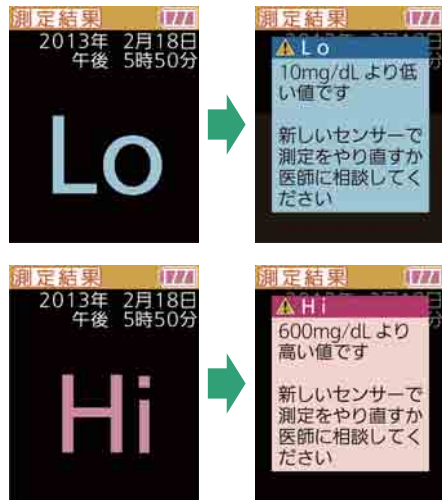 測定結果
2013年 2月18日
午後 5時50分
Lo
測定結果
Lo
10mg/dL より低
い値です
新しいセンサーで
測定をやり直すか
医師に相談してく
ださい
測定結果
2013年 2月18日
午後 5時50分
Hi
測定結果
Hi
600mg/dL より
高い値です
新しいセンサーで
測定をやり直すか
医師に相談してく
ださい